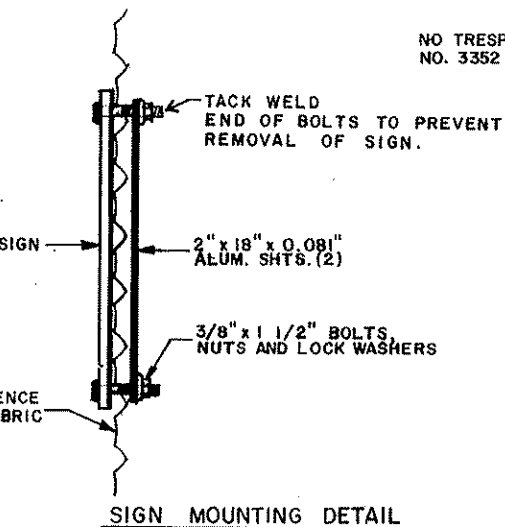 NO TRESP
NO. 3352
TACK WELD
END OF BOLTS TO PREVENT
REMOVAL OF SIGN.
SIGN
2" x 18" x 0.081"
ALUM. SHTS. (2)
3/8" x 1 1/2" BOLTS,
NUTS AND LOCK WASHERS
ENCE
BRIC
SIGN MOUNTING DETAIL